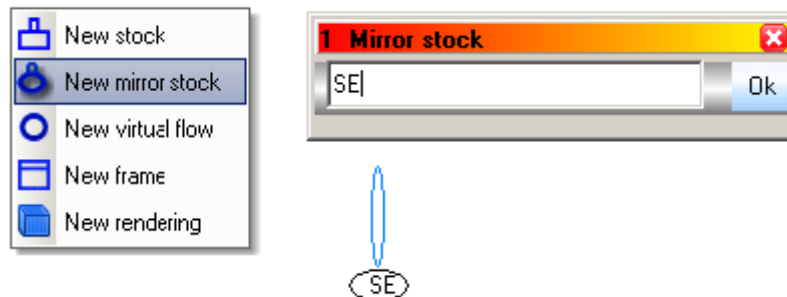 New stock
New mirror stock
New virtual flow
New frame
New rendering
1 Mirror stock
SE
Ok
SE